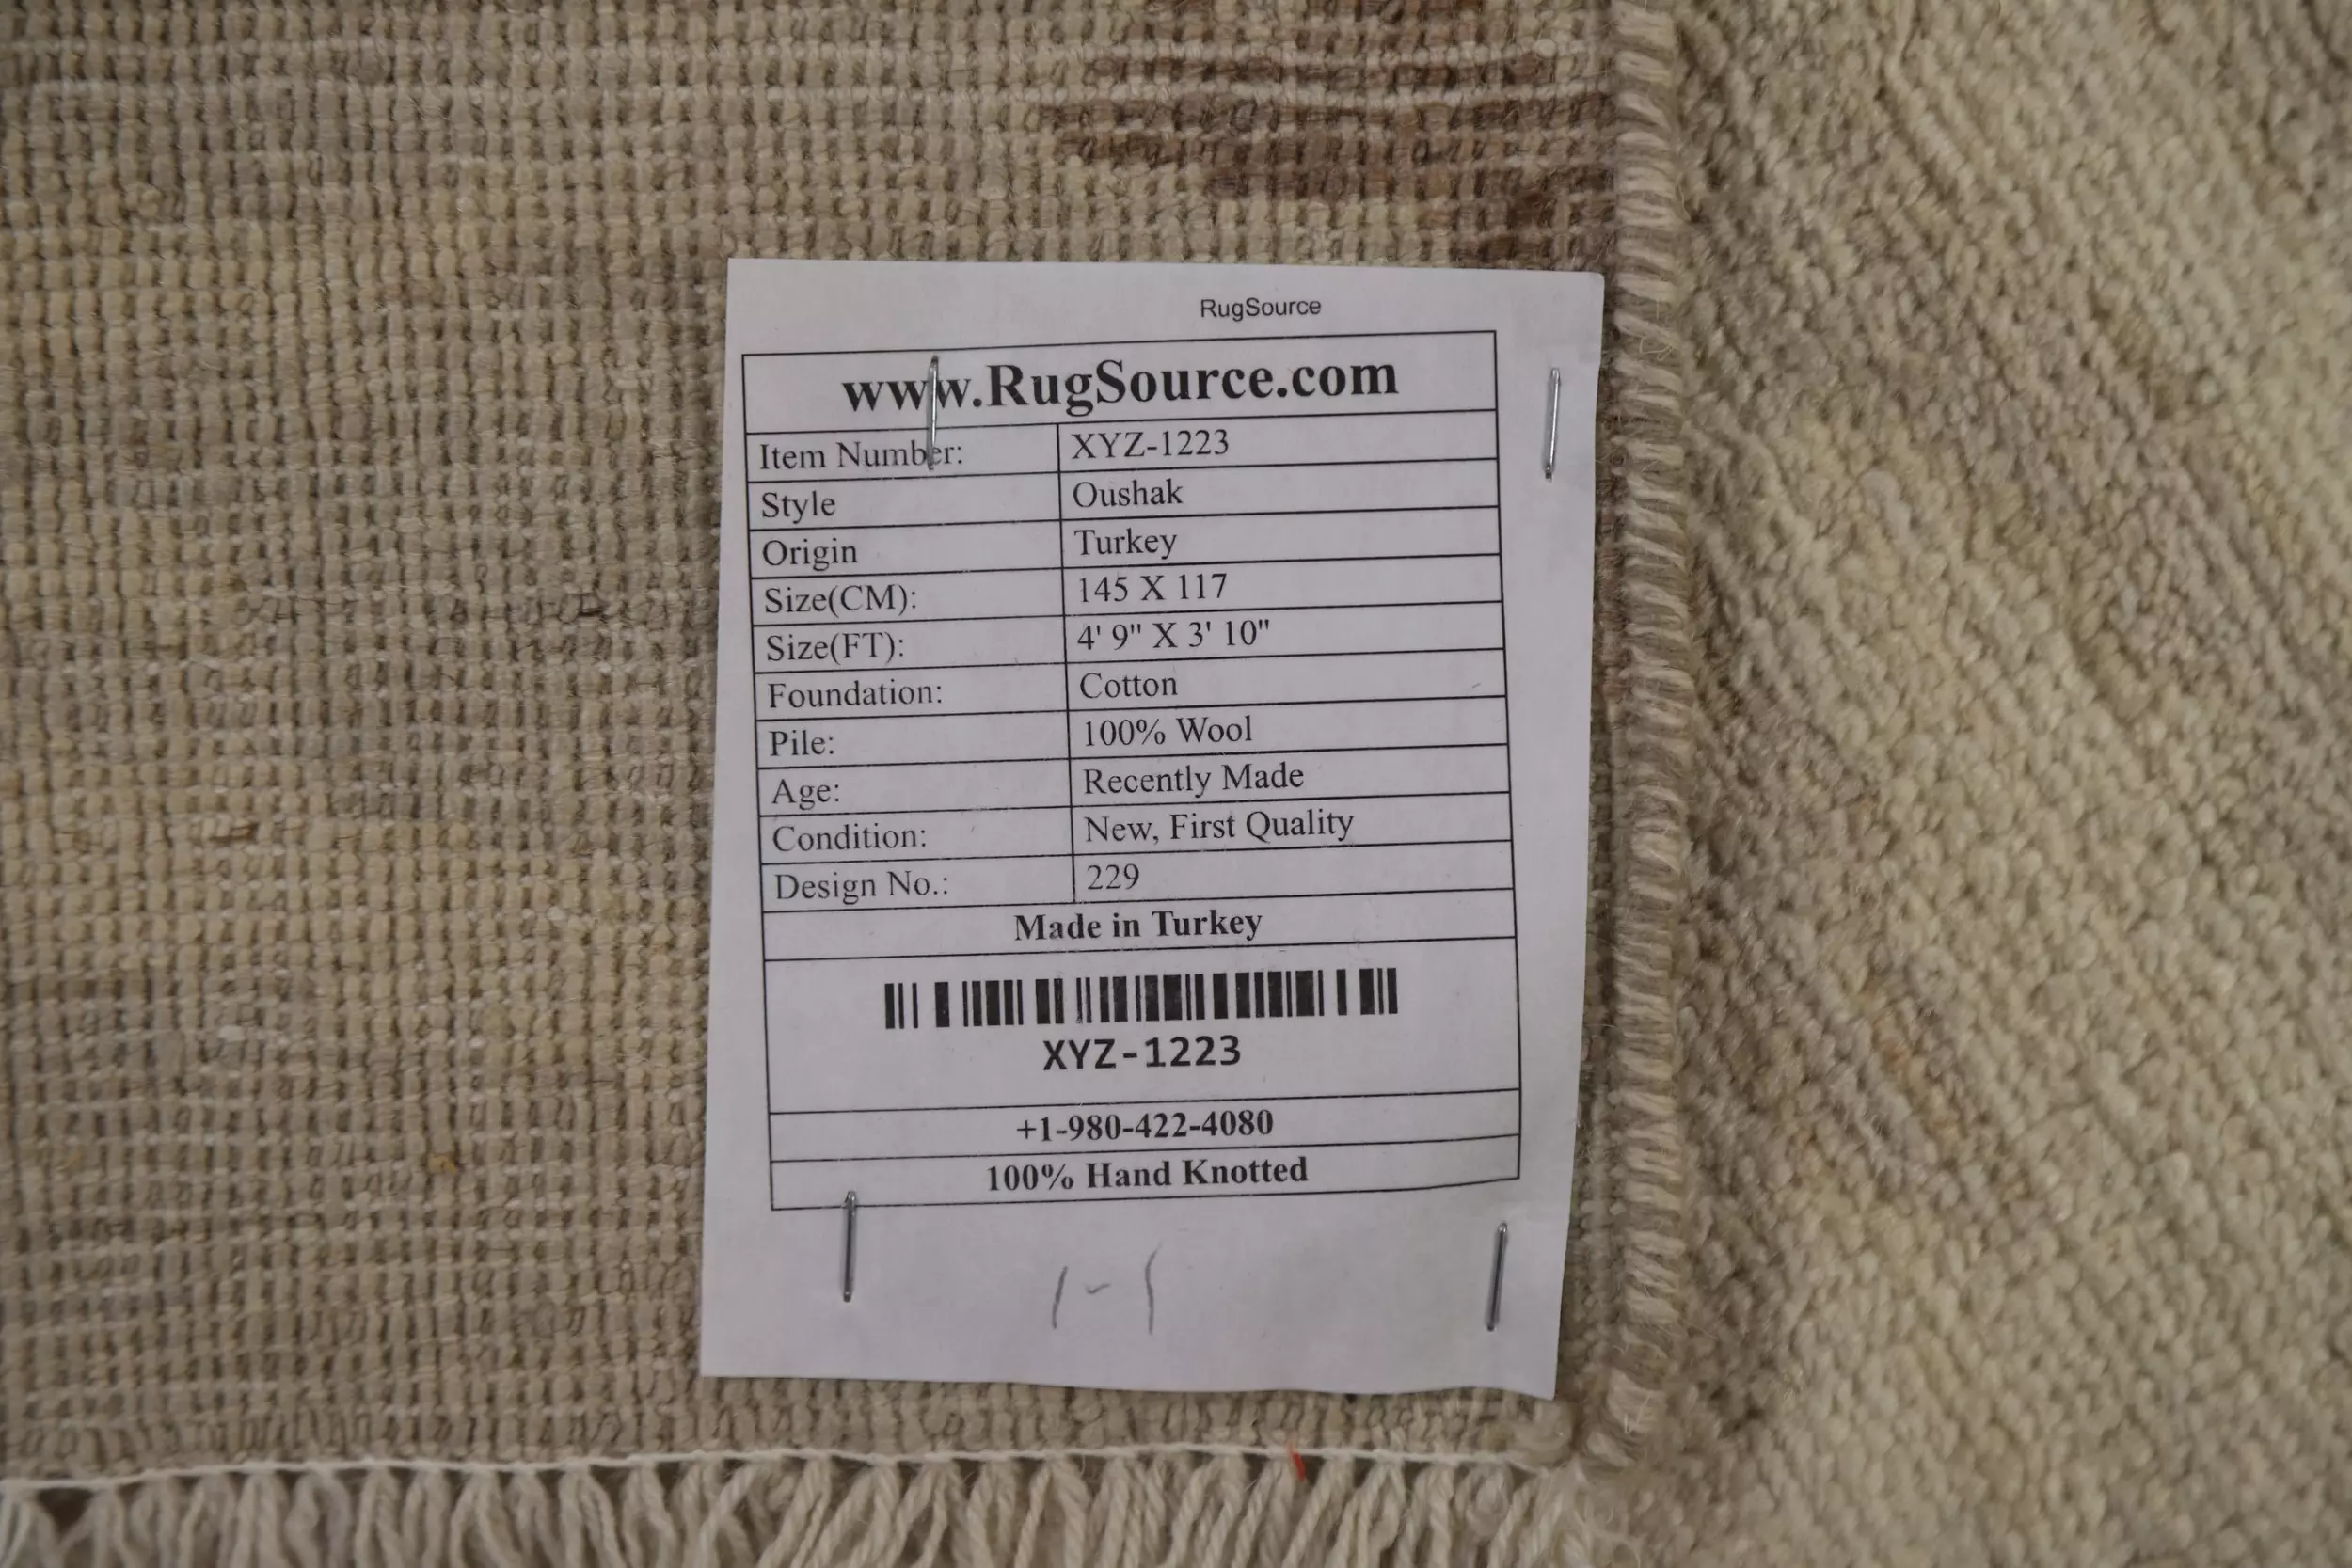 RugSource
www.RugSource.com
Item Number: XYZ-1223
Style Oushak
Origin Turkey
Size(CM): 145 X 117
Size(FT): 4' 9" X 3' 10"
Foundation: Cotton
Pile: 100% Wool
Age: Recently Made
Condition: New, First Quality
Design No.: 229
Made in Turkey
XYZ-1223
+1-980-422-4080
100% Hand Knotted
1-1